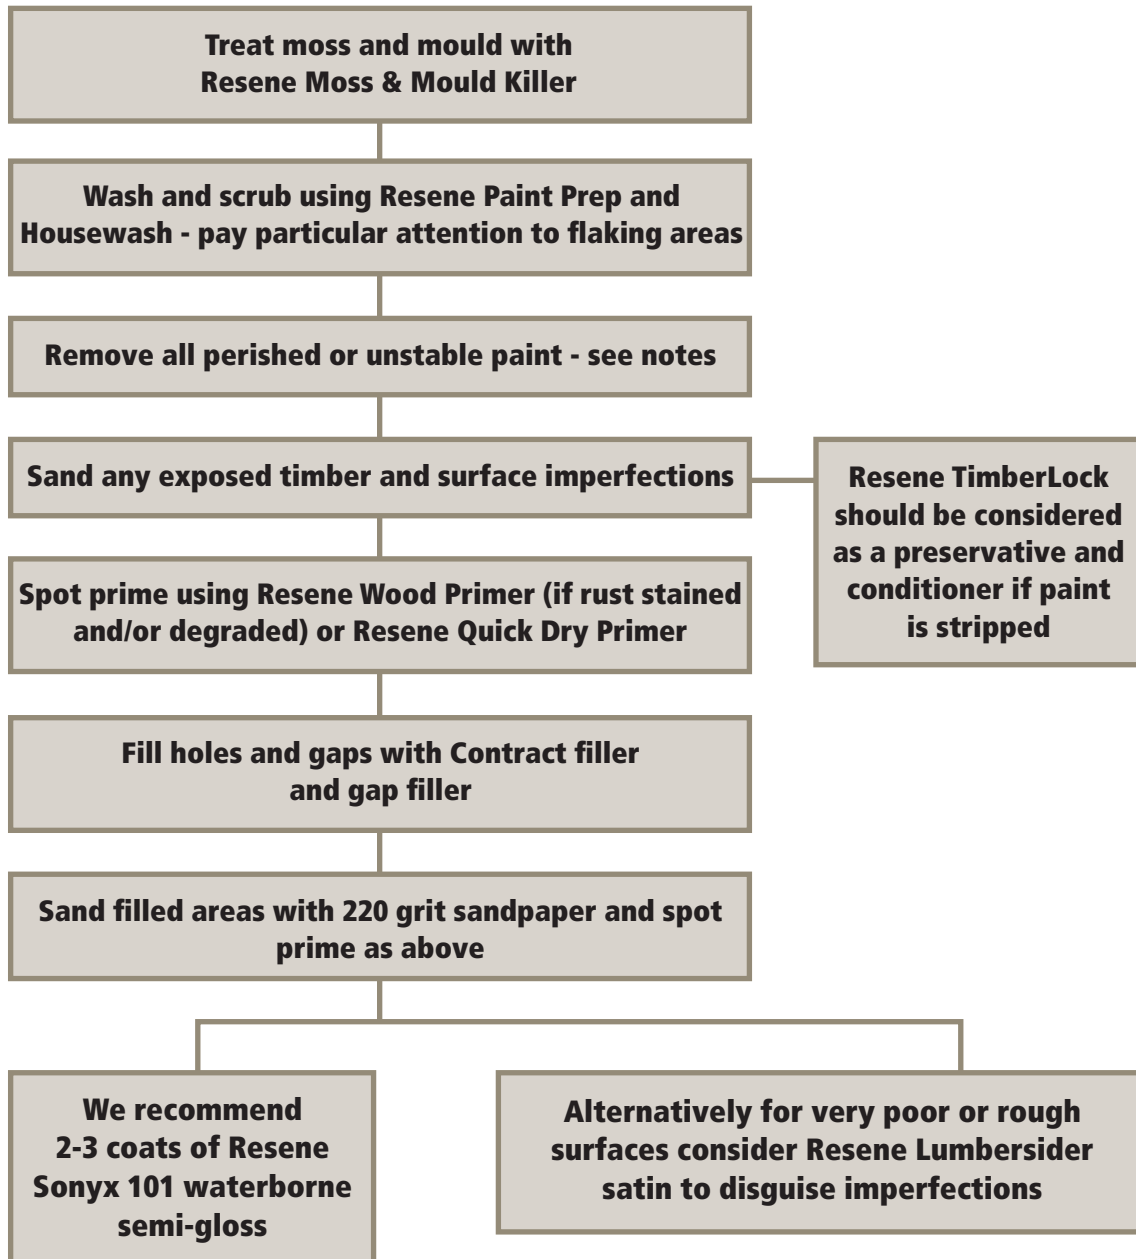 Treat moss and mould with
Resene Moss & Mould Killer
Wash and scrub using Resene Paint Prep and
Housewash - pay particular attention to flaking areas
Remove all perished or unstable paint - see notes
Sand any exposed timber and surface imperfections
Resene TimberLock
should be considered
as a preservative and
conditioner if paint
is stripped
Spot prime using Resene Wood Primer (if rust stained
and/or degraded) or Resene Quick Dry Primer
Fill holes and gaps with Contract filler
and gap filler
Sand filled areas with 220 grit sandpaper and spot
prime as above
We recommend
2-3 coats of Resene
Sonyx 101 waterborne
semi-gloss
Alternatively for very poor or rough
surfaces consider Resene Lumbersider
satin to disguise imperfections